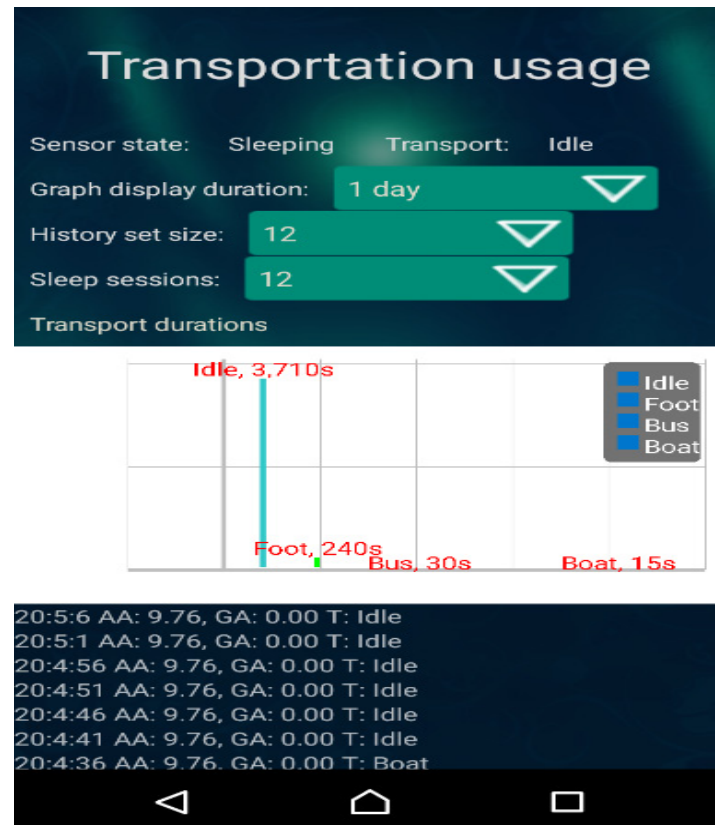 Transportation usage
Sensor state: Sleeping Transport: Idle
Graph display duration: 1 day
History set size: 12
Sleep sessions: 12
Transport durations
Idle, 3,710s
Idle
Foot
Bus
Boat
Foot, 240s
Bus, 30s
Boat, 15s
20:5:6 AA: 9.76, GA: 0.00 T: Idle
20:5:1 AA: 9.76, GA: 0.00 T: Idle
20:4:56 AA: 9.76, GA: 0.00 T: Idle
20:4:51 AA: 9.76, GA: 0.00 T: Idle
20:4:46 AA: 9.76, GA: 0.00 T: Idle
20:4:41 AA: 9.76, GA: 0.00 T: Idle
20:4:36 AA: 9.76, GA: 0.00 T: Boat